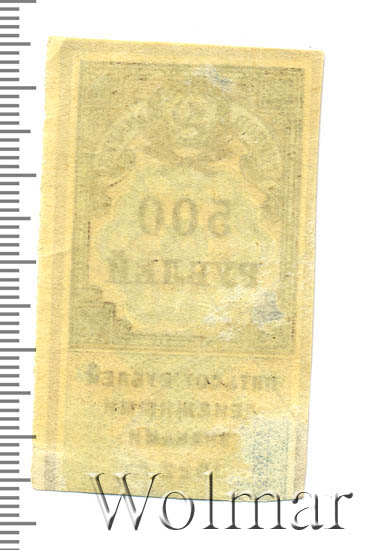 500
РУБЛЕЙ
ПЯТЬСОТ РУБЛЕЙ
ДЕНЕЖНЫМИ
ЗНАКАМИ
Wolmar